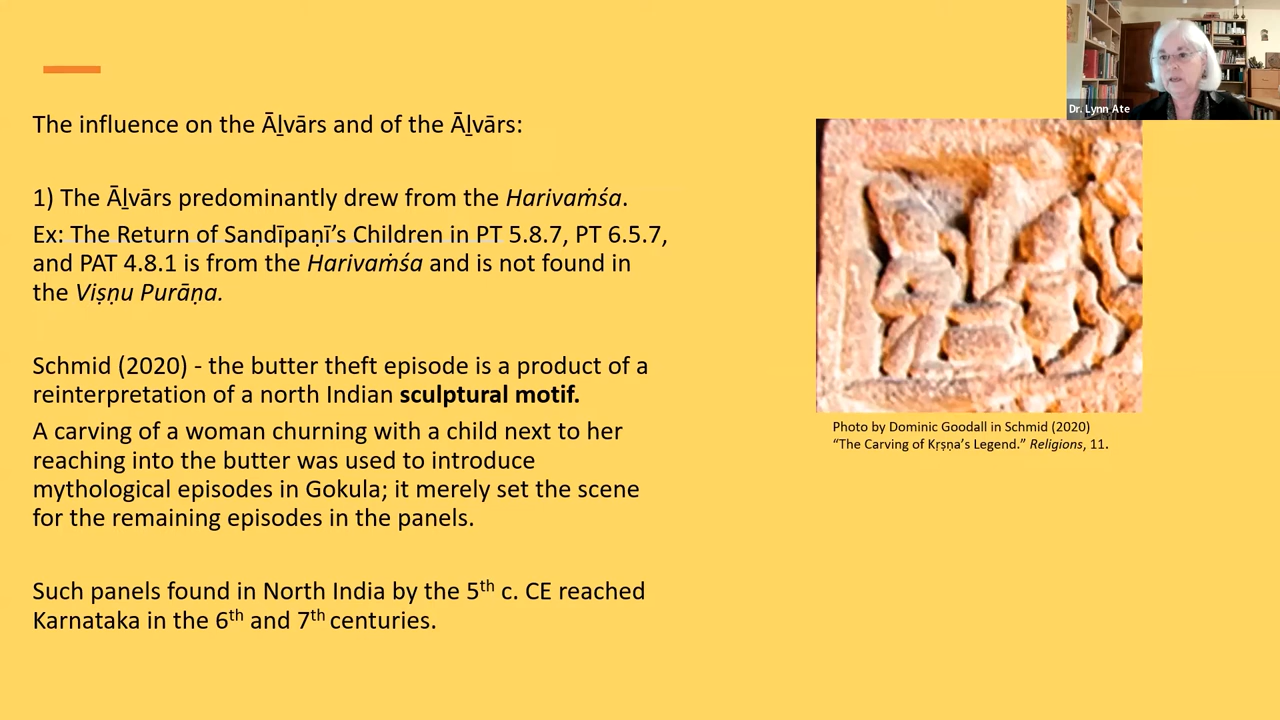 The influence on the Āḻvārs and of the Āḻvārs:
1) The Āḻvārs predominantly drew from the Harivaṁśa.
Ex: The Return of Sandīpaṇī’s Children in PT 5.8.7, PT 6.5.7,
and PAT 4.8.1 is from the Harivaṁśa and is not found in
the Viṣṇu Purāṇa.
Schmid (2020) - the butter theft episode is a product of a
reinterpretation of a north Indian sculptural motif.
A carving of a woman churning with a child next to her
reaching into the butter was used to introduce
mythological episodes in Gokula; it merely set the scene
for the remaining episodes in the panels.
Such panels found in North India by the 5th c. CE reached
Karnataka in the 6th and 7th centuries.
Dr. Lynn Ate
Photo by Dominic Goodall in Schmid (2020)
“The Carving of Kṛṣṇa’s Legend.” Religions, 11.